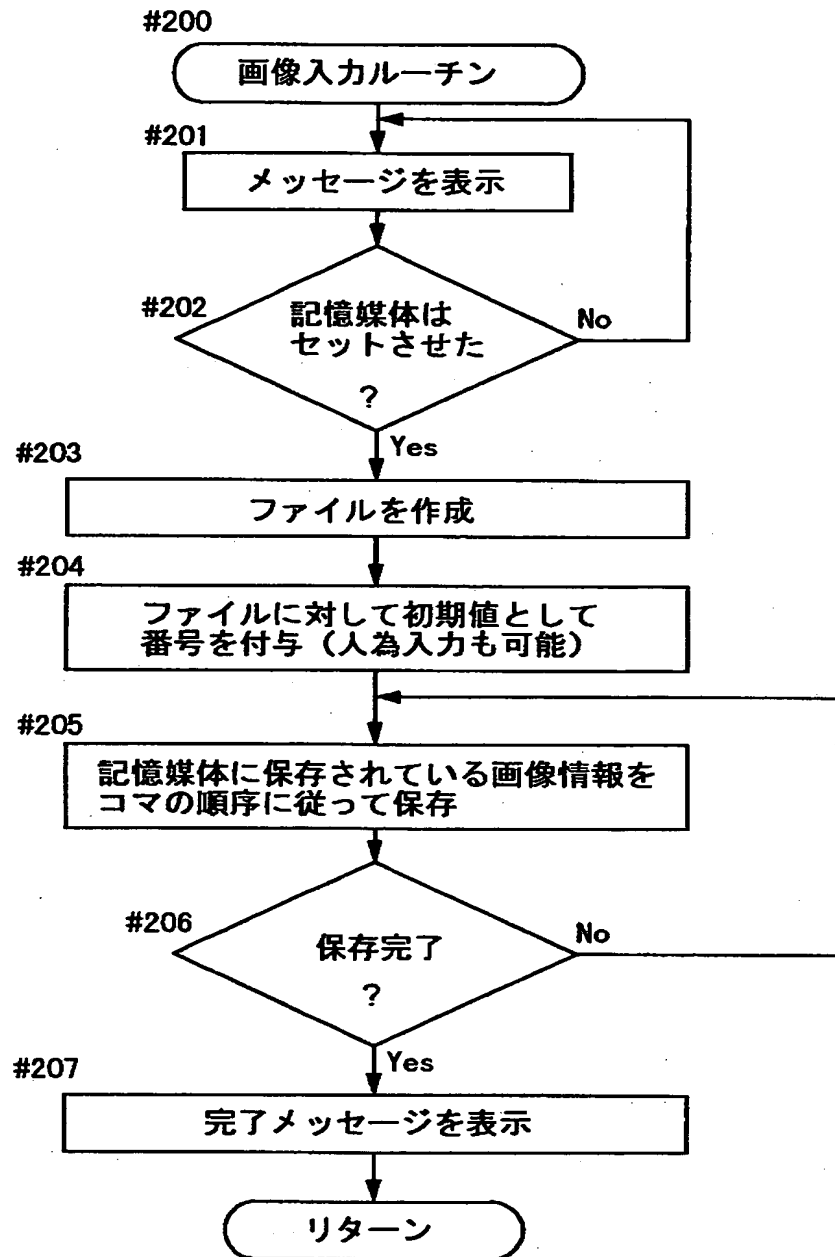 #200
画像入力ルーチン
#201
メッセージを表示
#202
記憶媒体は
セットさせた
?
No
Yes
#203
ファイルを作成
#204
ファイルに対して初期値として
番号を付与（人為入力も可能）
#205
記憶媒体に保存されている画像情報を
コマの順序に従って保存
#206
保存完了
?
No
Yes
#207
完了メッセージを表示
リターン